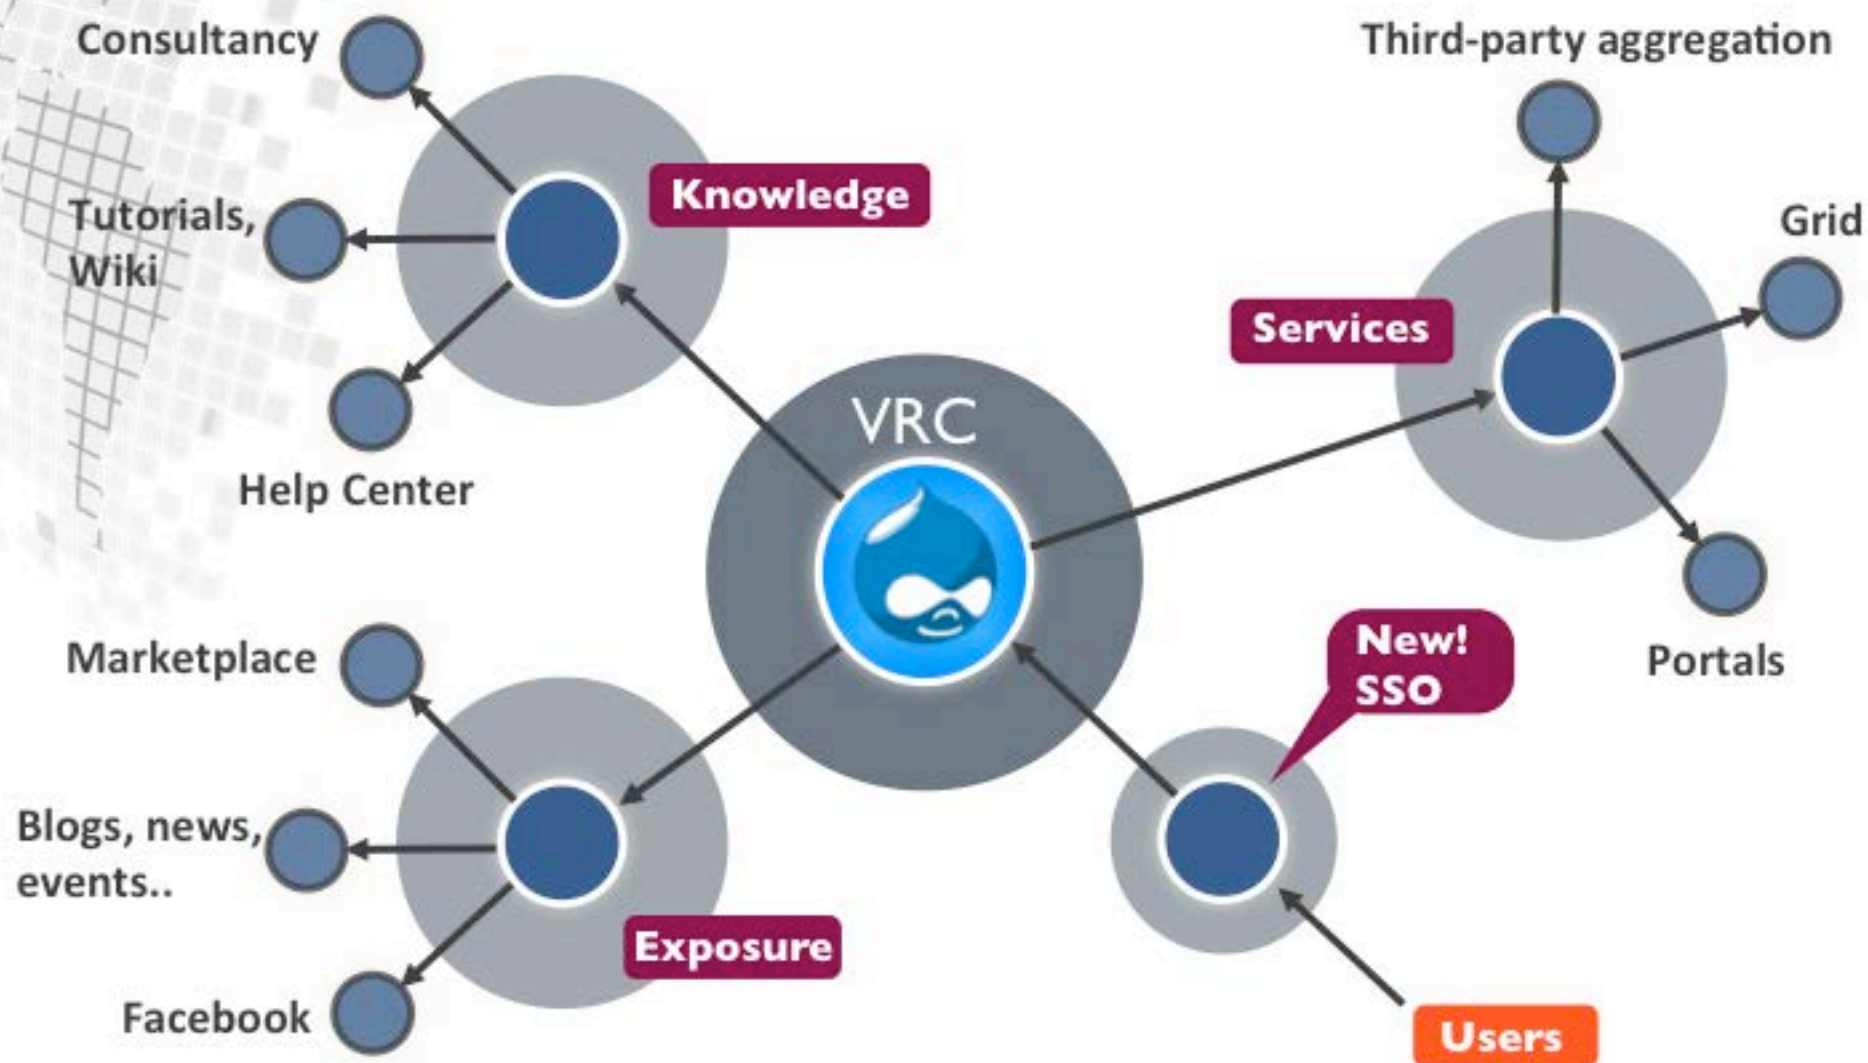 Consultancy
Third-party aggregation
Knowledge
Tutorials,
Wiki
Grid
Services
VRC
Help Center
New!
SSO
Marketplace
Portals
Blogs, news,
events..
Exposure
Facebook
Users